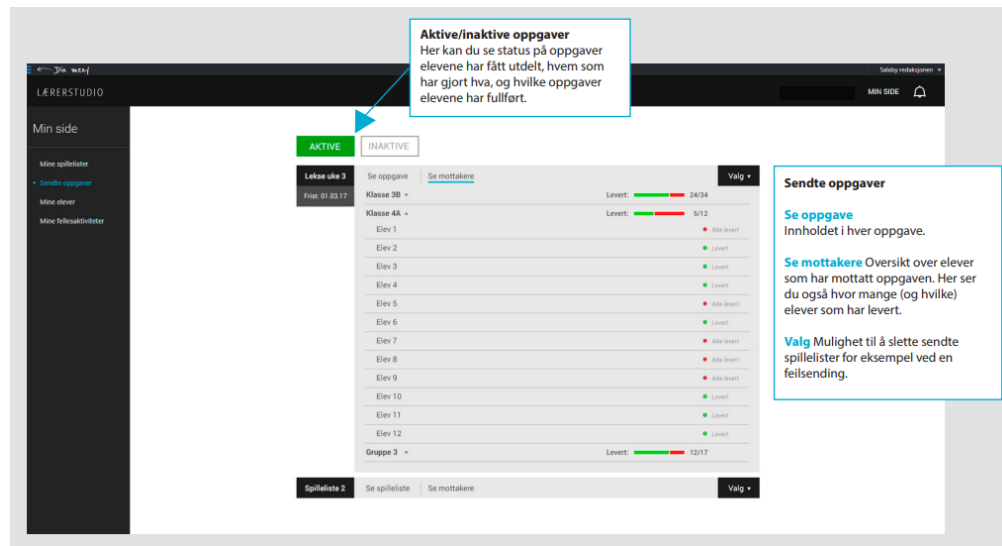 Aktive/inaktive oppgaver
Her kan du se status på oppgaver
elevene har fått utdelt, hvem som
har gjort hva, og hvilke oppgaver
elevene har fullført.
Din meny
Salaby redaksjonen
LÆRERSTUDIO
MIN SIDE
Min side
Mine spillelister
Sendte oppgaver
Mine elever
Mine fellesaktiviteter
AKTIVE INAKTIVE
Lekse uke 3 Se oppgave Se mottakere Valg
Frist: 01.03.17 Klasse 3B Levert: 24/34
Klasse 4A Levert: 5/12
Elev 1 Ikke levert
Elev 2 Levert
Elev 3 Levert
Elev 4 Levert
Elev 5 Ikke levert
Elev 6 Levert
Elev 7 Ikke levert
Elev 8 Ikke levert
Elev 9 Ikke levert
Elev 10 Levert
Elev 11 Levert
Elev 12 Levert
Gruppe 3 Levert: 12/17
Spilleliste 2 Se spilleliste Se mottakere Valg
Sendte oppgaver
Se oppgave
Innholdet i hver oppgave.
Se mottakere Oversikt over elever
som har mottatt oppgaven. Her ser
du også hvor mange (og hvilke)
elever som har levert.
Valg Mulighet til å slette sendte
spillelister for eksempel ved en
feilsending.